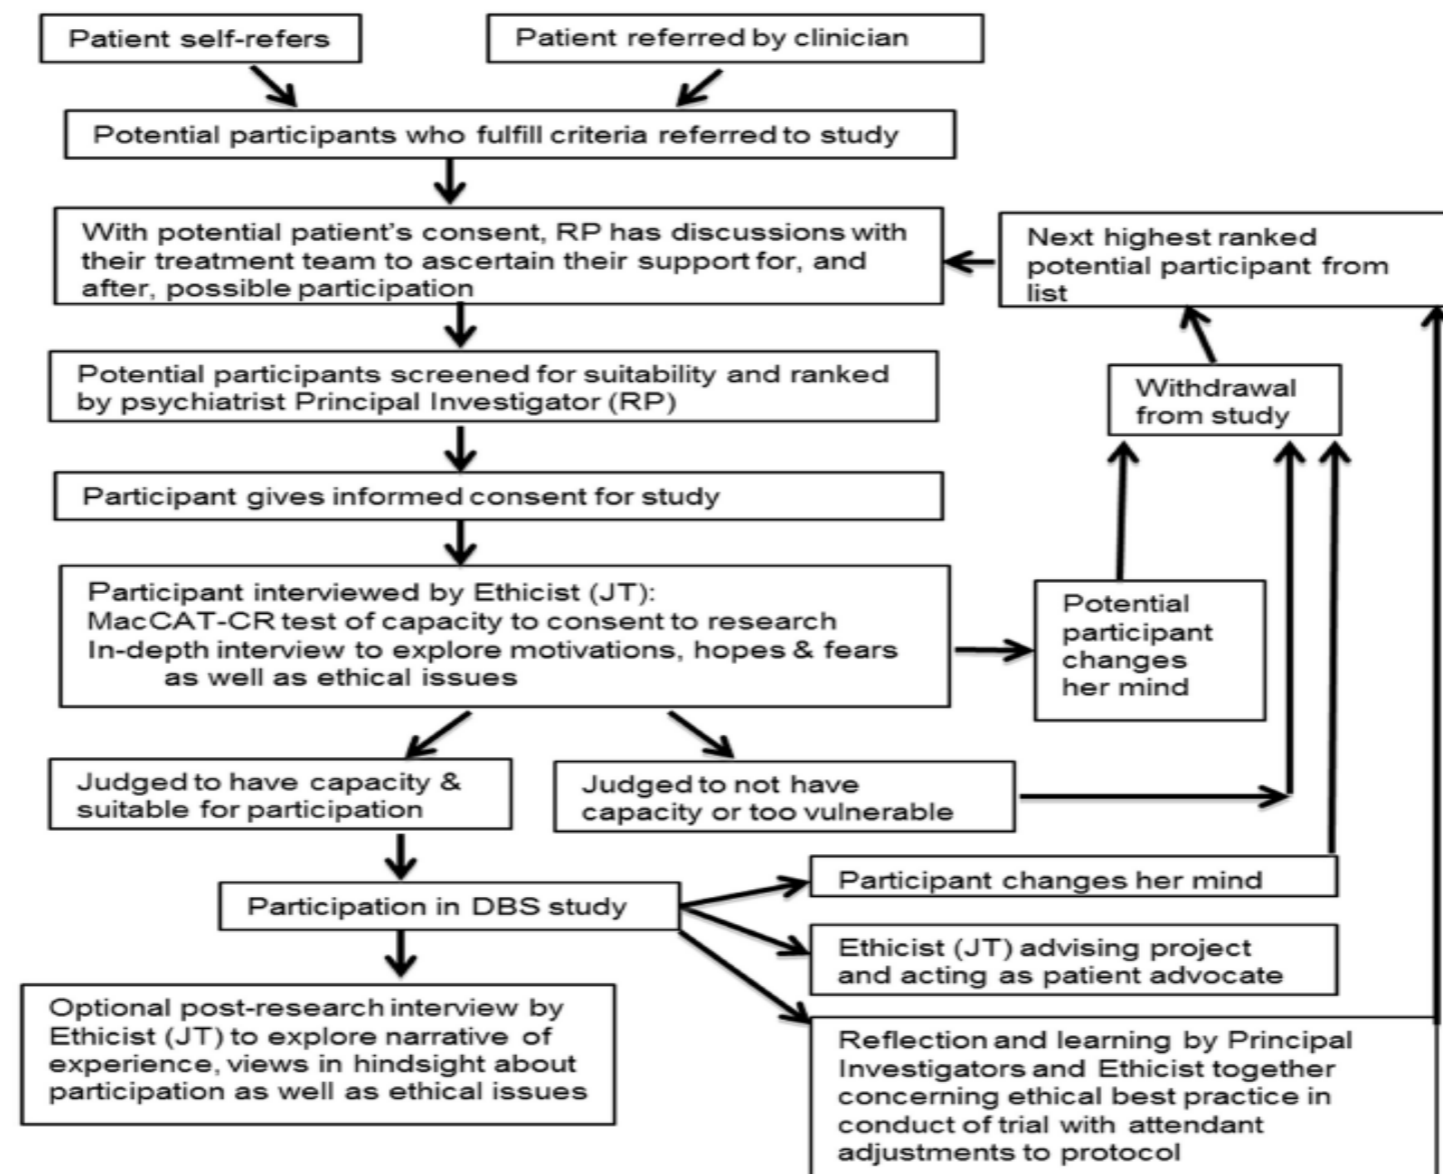 Patient self-refers
Patient referred by clinician
Potential participants who fulfill criteria referred to study
With potential patient's consent, RP has discussions with
their treatment team to ascertain their support for, and
after, possible participation
Next highest ranked
potential participant from
list
Potential participants screened for suitability and ranked
by psychiatrist Principal Investigator (RP)
Withdrawal
from study
Participant gives informed consent for study
Participant interviewed by Ethicist (JT):
MacCAT-CR test of capacity to consent to research
In-depth interview to explore motivations, hopes & fears
as well as ethical issues
Potential
participant
changes
her mind
Judged to have capacity &
suitable for participation
Judged to not have
capacity or too vulnerable
Participation in DBS study
Participant changes her mind
Ethicist (JT) advising project
and acting as patient advocate
Optional post-research interview by
Ethicist (JT) to explore narrative of
experience, views in hindsight about
participation as well as ethical issues
Reflection and learning by Principal
Investigators and Ethicist together
concerning ethical best practice in
conduct of trial with attendant
adjustments to protocol